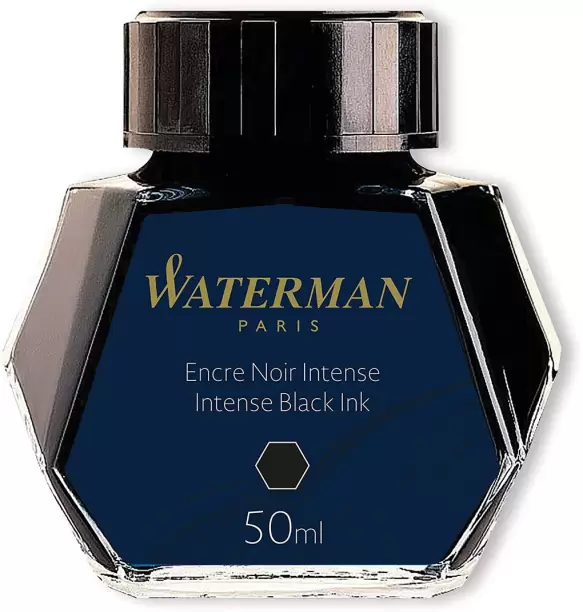 WATERMAN
PARIS
Encre Noir Intense
Intense Black Ink
50ml